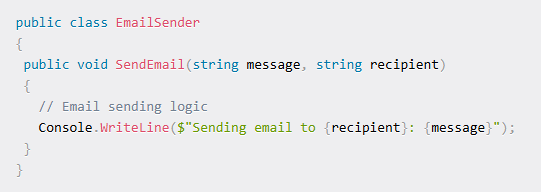 public class EmailSender
{
 public void SendEmail(string message, string recipient)
 {
   // Email sending logic
   Console.WriteLine($"Sending email to {recipient}: {message}");
 }
}